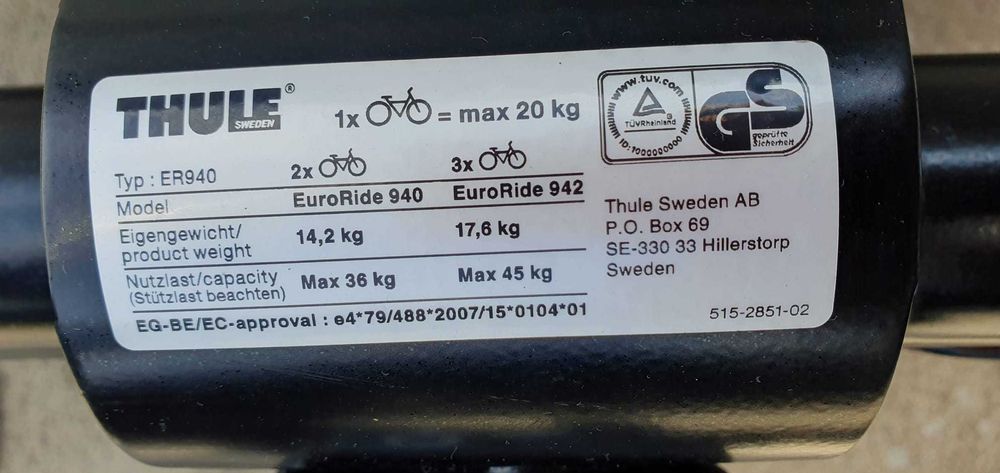 THULE®
SWEDEN
1x = max 20 kg
www.tuv.com
TÜVRheinland®
ID:1000000000
GS
geprüfte
Sicherheit
Typ : ER940 2x 3x
Model EuroRide 940 EuroRide 942
Eigengewicht/
product weight 14,2 kg 17,6 kg
Nutzlast/capacity Max 36 kg Max 45 kg
(Stützlast beachten)
EG-BE/EC-approval : e4*79/488*2007/15*0104*01
Thule Sweden AB
P.O. Box 69
SE-330 33 Hillerstorp
Sweden
515-2851-02